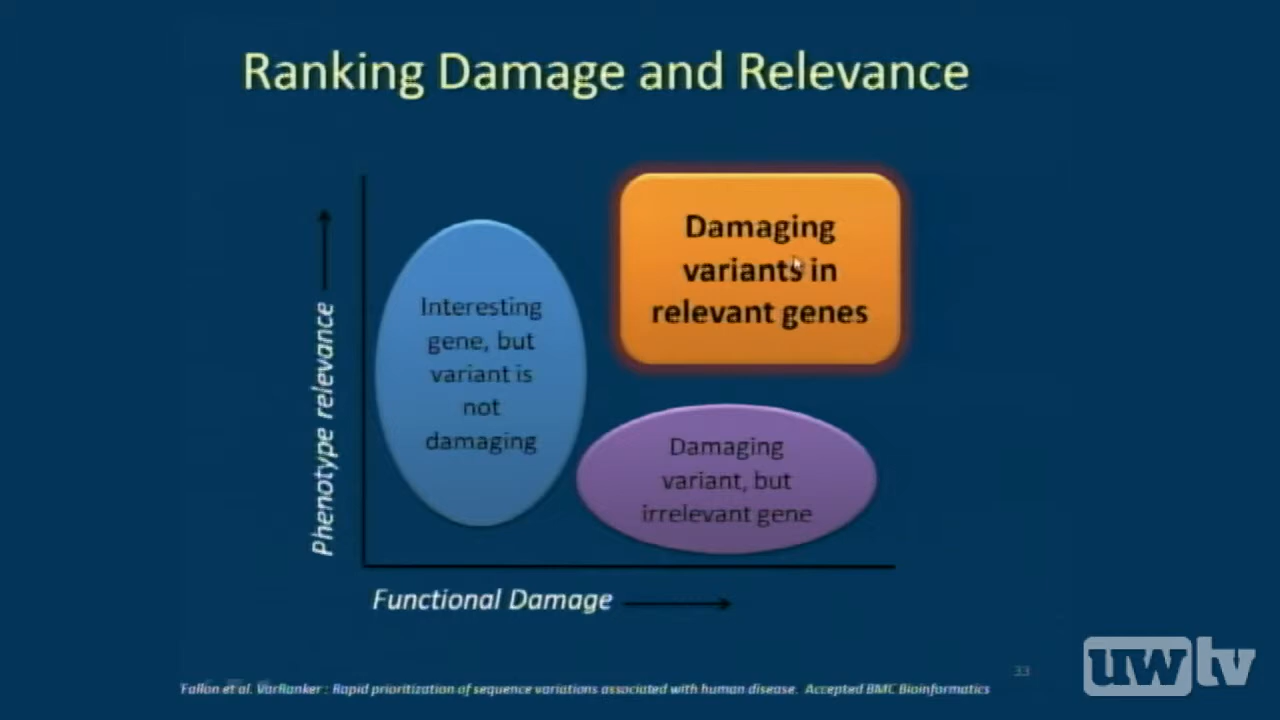 Ranking Damage and Relevance
Damaging
variants in
relevant genes
Interesting
gene, but
variant is
not
damaging
Damaging
variant, but
irrelevant gene
Phenotype relevance
Functional Damage
33
Fallon et al. VarRanker : Rapid prioritization of sequence variations associated with human disease. Accepted BMC Bioinformatics
uwtv